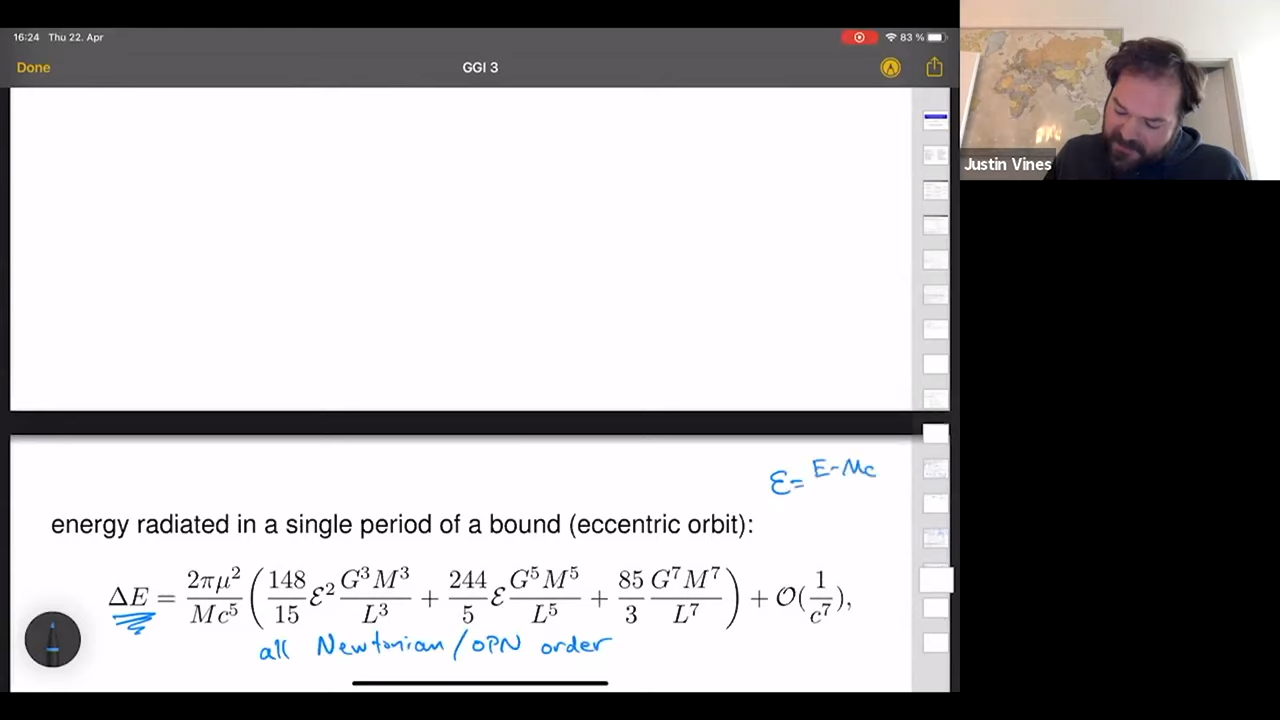 16:24 Thu 22. Apr
83 %
Done
GGI 3
Justin Vines
ℰ = E-Mc
energy radiated in a single period of a bound (eccentric orbit):
ΔE = 2πμ²/Mc⁵ ( 148/15 ℰ² G³M³/L³ + 244/5 ℰ G⁵M⁵/L⁵ + 85/3 G⁷M⁷/L⁷ ) + O(1/c⁷),
all Newtonian/0PN order